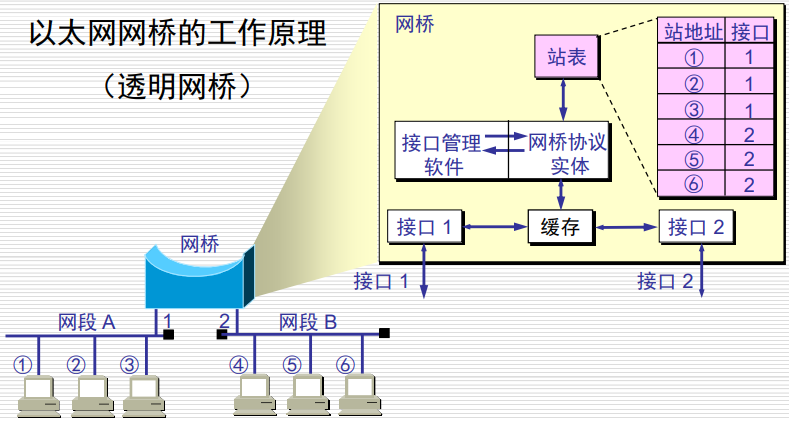 以太网网桥的工作原理
（透明网桥）
网桥
站表
站地址 接口
① 1
② 1
③ 1
④ 2
⑤ 2
⑥ 2
接口管理
软件
网桥协议
实体
接口 1
缓存
接口 2
接口 1
接口 2
网桥
网段 A
1
2
网段 B
①
②
③
④
⑤
⑥